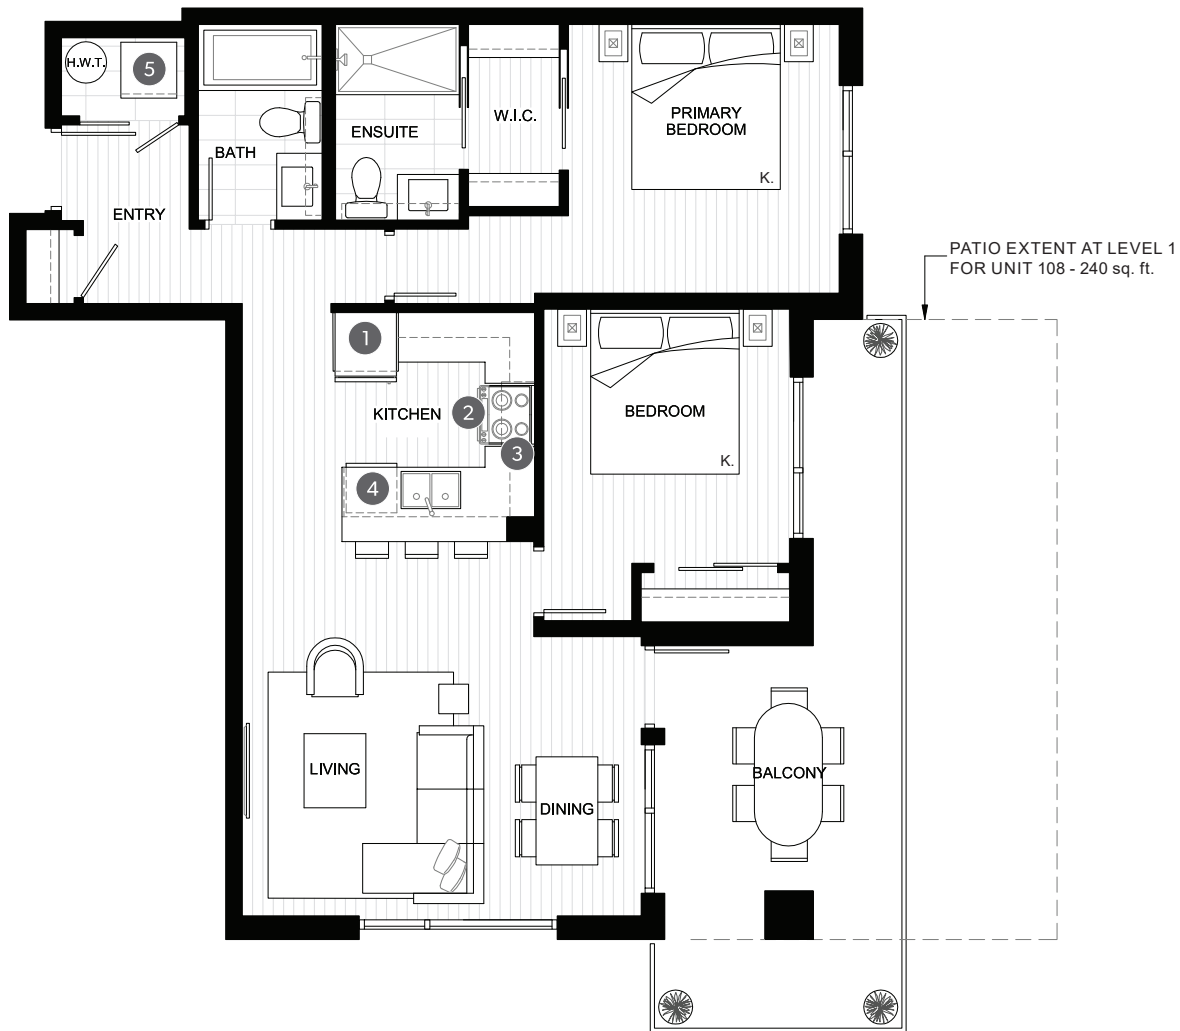 H.W.T.
5
BATH
ENSUITE
W.I.C.
PRIMARY
BEDROOM
K.
ENTRY
PATIO EXTENT AT LEVEL 1
FOR UNIT 108 - 240 sq. ft.
1
KITCHEN
2
3
4
BEDROOM
K.
LIVING
DINING
BALCONY